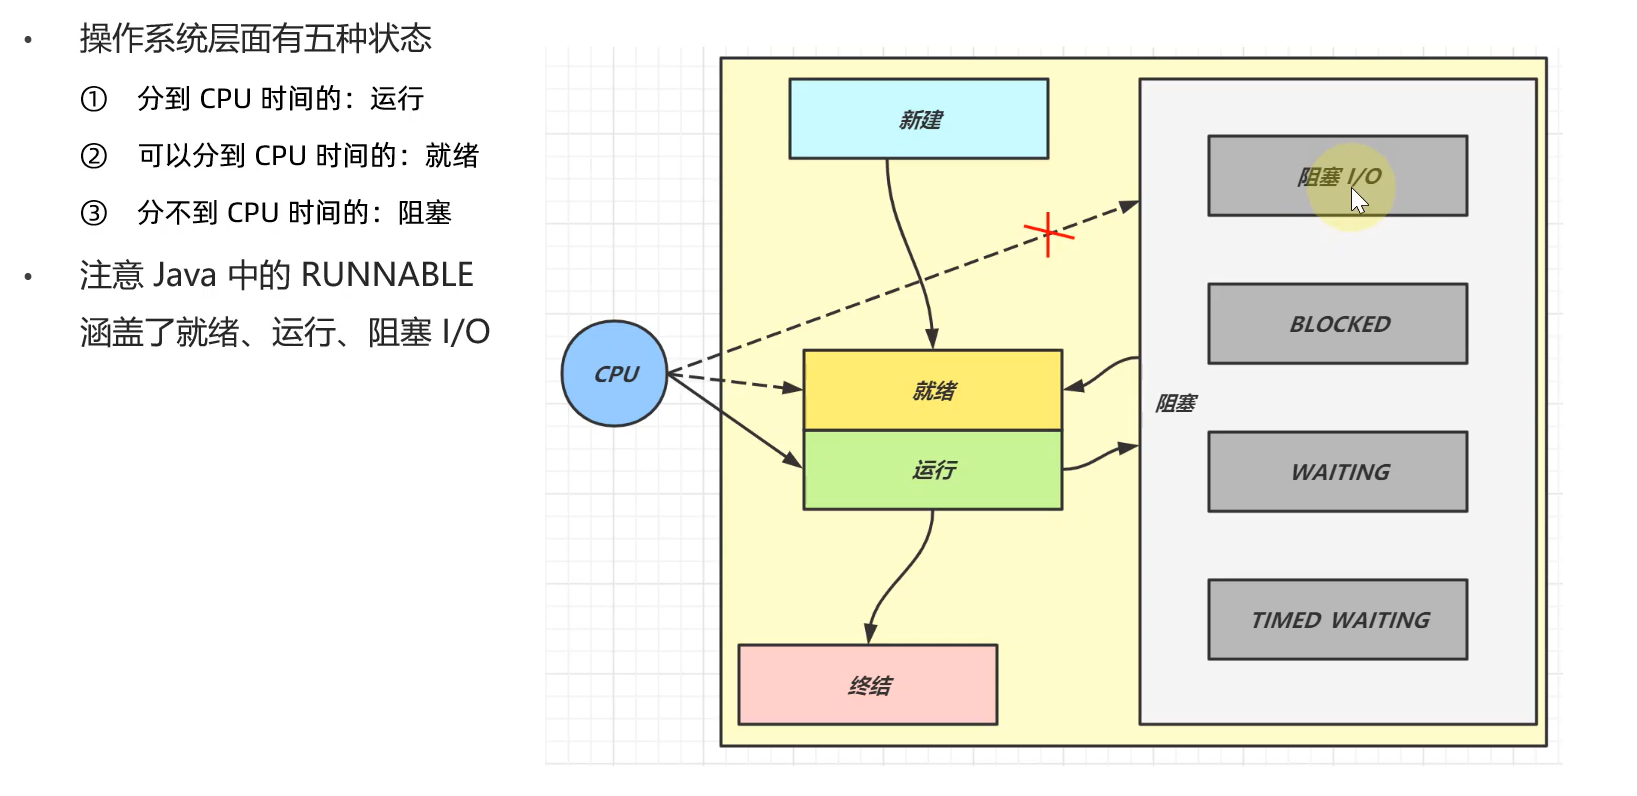 • 操作系统层面有五种状态
① 分到 CPU 时间的：运行
② 可以分到 CPU 时间的：就绪
③ 分不到 CPU 时间的：阻塞
• 注意 Java 中的 RUNNABLE
涵盖了就绪、运行、阻塞 I/O
CPU
新建
就绪
运行
终结
阻塞
阻塞 I/O
BLOCKED
WAITING
TIMED WAITING